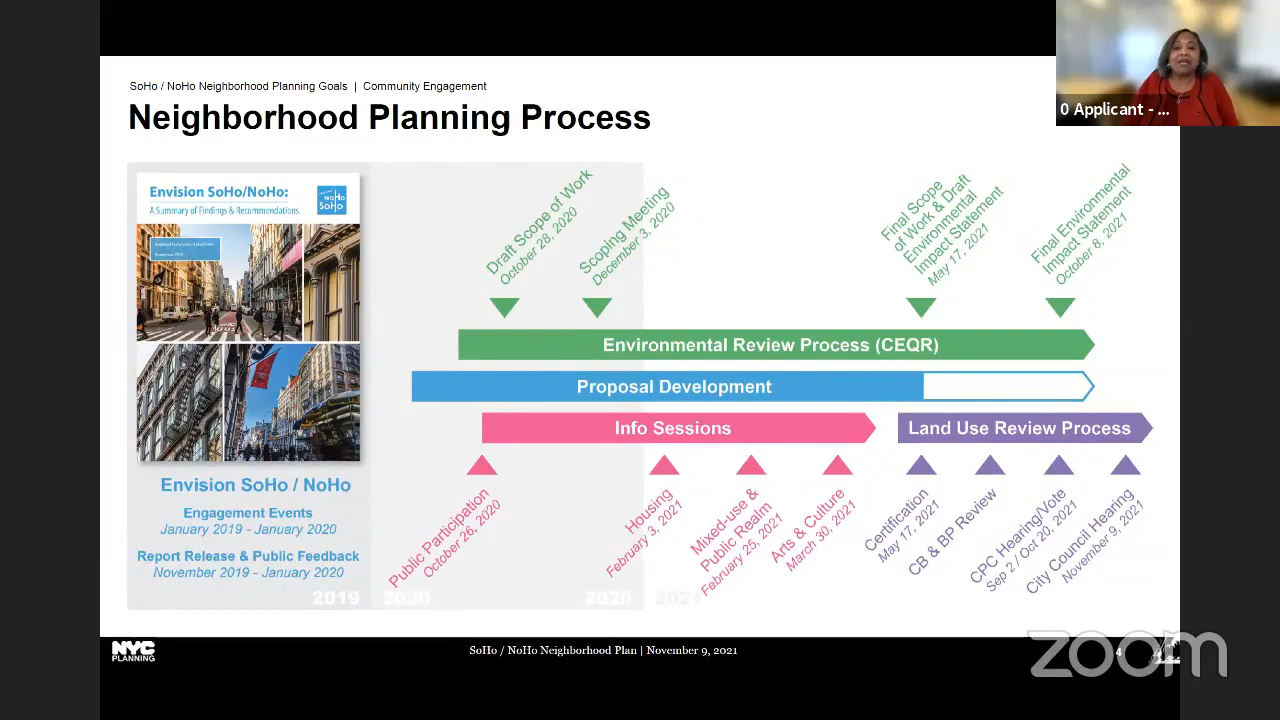 0 Applicant - ...
SoHo / NoHo Neighborhood Planning Goals | Community Engagement
Neighborhood Planning Process
Envision SoHo/NoHo:
A Summary of Findings & Recommendations
NoHo
SoHo
November 2019
Envision SoHo / NoHo
Engagement Events
January 2019 - January 2020
Report Release & Public Feedback
November 2019 - January 2020
Draft Scope of Work
October 28, 2020
Scoping Meeting
December 3, 2020
Final Scope
of Work & Draft
Environmental
Impact Statement
May 17, 2021
Final Environmental
Impact Statement
October 8, 2021
Environmental Review Process (CEQR)
Proposal Development
Info Sessions
Land Use Review Process
Public Participation
October 26, 2020
Housing
February 3, 2021
Mixed-use &
Public Realm
February 25, 2021
Arts & Culture
March 30, 2021
Certification
May 17, 2021
CB & BP Review
CPC Hearing/Vote
Sep 2 / Oct 20, 2021
City Council Hearing
November 9, 2021
2019
2020
2020
2021
NYC
PLANNING
SoHo / NoHo Neighborhood Plan | November 9, 2021
4
zoom